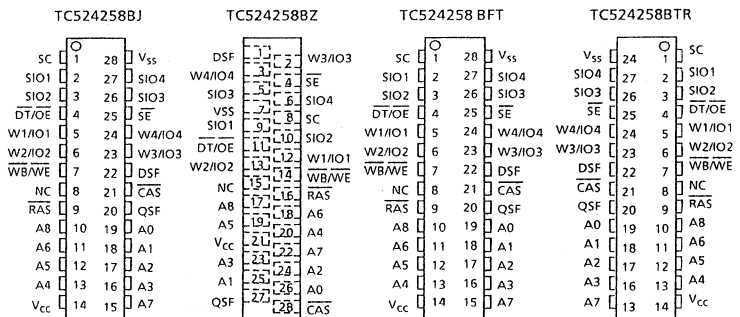 TC524258BJ
SC 1 28 VSS
SIO1 2 27 SIO4
SIO2 3 26 SIO3
DT/OE 4 25 SE
W1/IO1 5 24 W4/IO4
W2/IO2 6 23 W3/IO3
WB/WE 7 22 DSF
NC 8 21 CAS
RAS 9 20 QSF
A8 10 19 A0
A6 11 18 A1
A5 12 17 A2
A4 13 16 A3
VCC 14 15 A7
TC524258BZ
DSF 1
2 W3/IO3
W4/IO4 3
4 SE
SIO3 5
6 SIO4
VSS 7
8 SC
SIO1 9
10 SIO2
DT/OE 11
12 W1/IO1
W2/IO2 13
14 WB/WE
NC 15
16 RAS
A8 17
18 A6
A5 19
20 A4
VCC 21
22 A7
A3 23
24 A2
A1 25
26 A0
QSF 27
28 CAS
TC524258 BFT
SC 1 28 VSS
SIO1 2 27 SIO4
SIO2 3 26 SIO3
DT/OE 4 25 SE
W1/IO1 5 24 W4/IO4
W2/IO2 6 23 W3/IO3
WB/WE 7 22 DSF
NC 8 21 CAS
RAS 9 20 QSF
A8 10 19 A0
A6 11 18 A1
A5 12 17 A2
A4 13 16 A3
VCC 14 15 A7
TC524258BTR
VSS 24 1 SC
SIO4 27 2 SIO1
SIO3 26 3 SIO2
SE 25 4 DT/OE
W4/IO4 24 5 W1/IO1
W3/IO3 23 6 W2/IO2
DSF 22 7 WB/WE
CAS 21 8 NC
QSF 20 9 RAS
A0 19 10 A8
A1 18 11 A6
A2 17 12 A5
A3 16 13 A4
A7 13 14 VCC